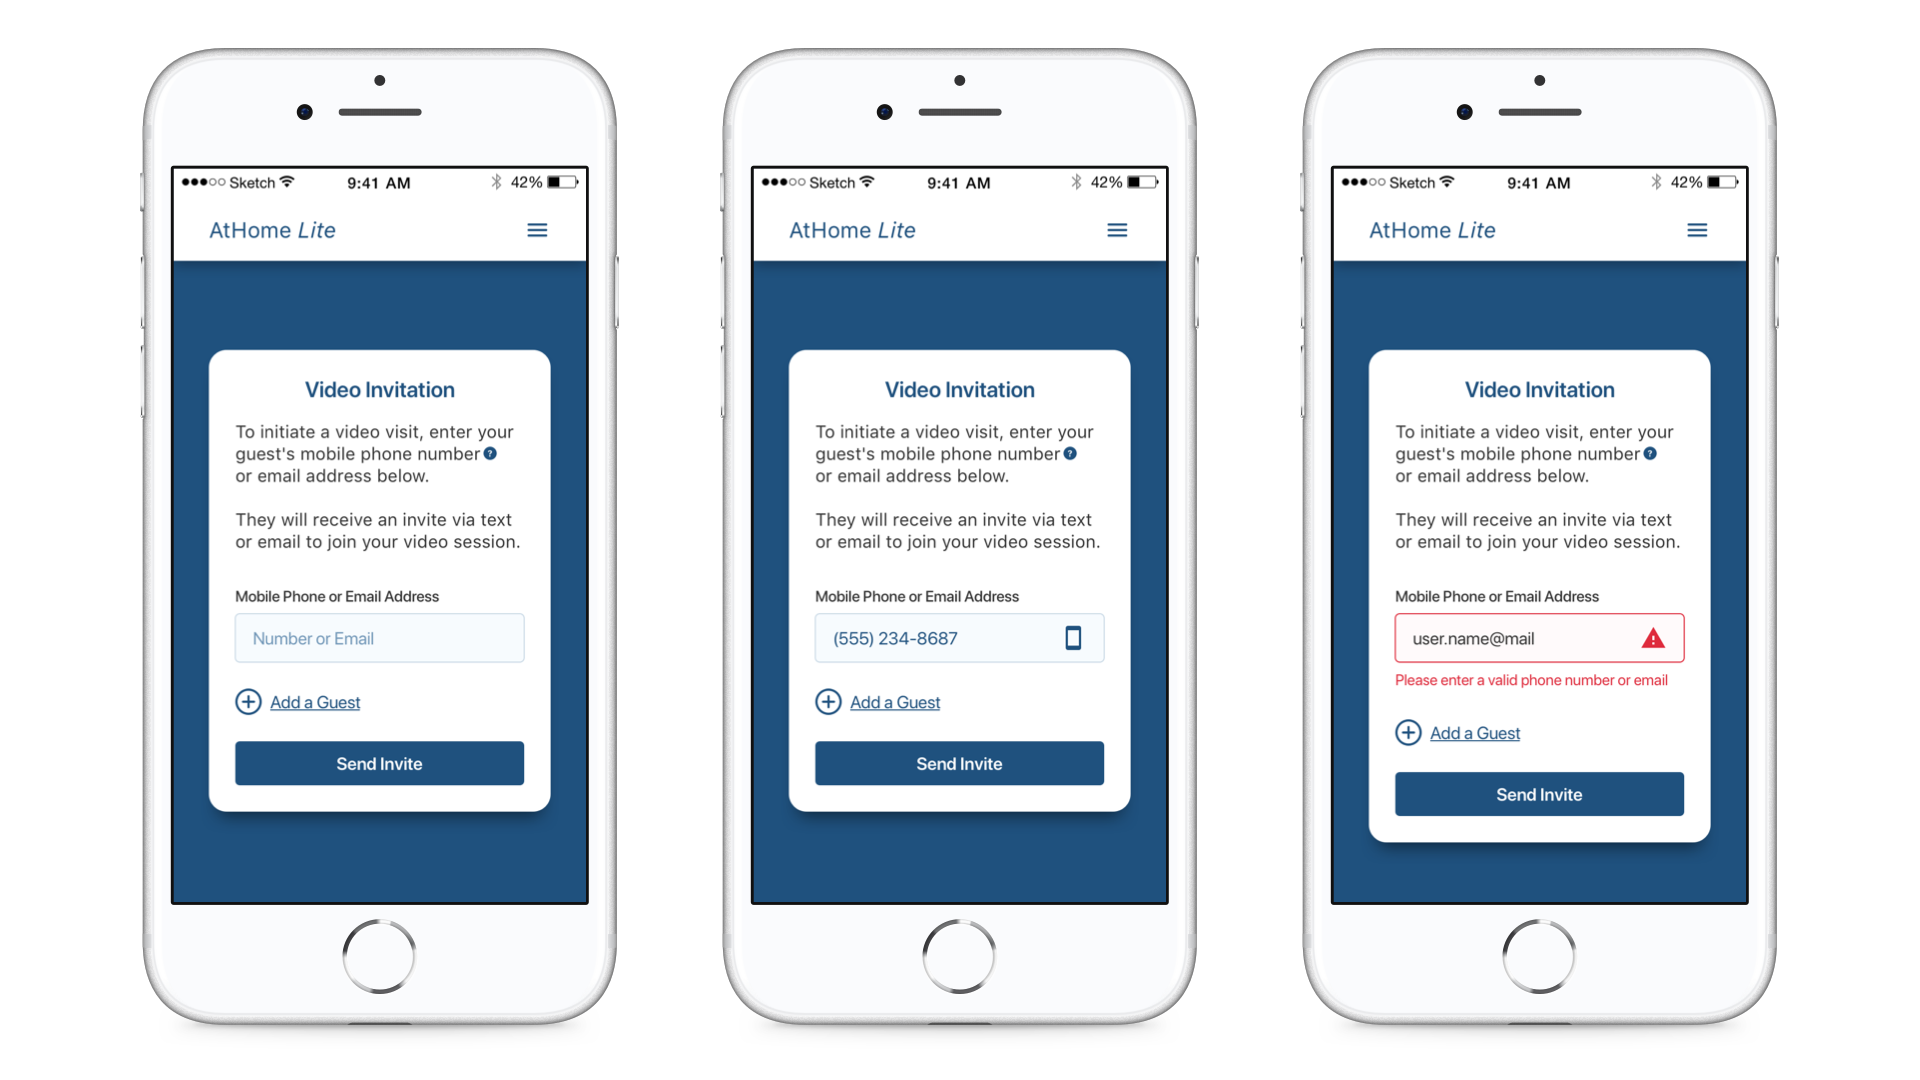 Sketch 9:41 AM 42%
AtHome Lite
Video Invitation
To initiate a video visit, enter your
guest's mobile phone number ?
or email address below.
They will receive an invite via text
or email to join your video session.
Mobile Phone or Email Address
Number or Email
Add a Guest
Send Invite
Sketch 9:41 AM 42%
AtHome Lite
Video Invitation
To initiate a video visit, enter your
guest's mobile phone number ?
or email address below.
They will receive an invite via text
or email to join your video session.
Mobile Phone or Email Address
(555) 234-8687
Add a Guest
Send Invite
Sketch 9:41 AM 42%
AtHome Lite
Video Invitation
To initiate a video visit, enter your
guest's mobile phone number ?
or email address below.
They will receive an invite via text
or email to join your video session.
Mobile Phone or Email Address
user.name@mail
Please enter a valid phone number or email
Add a Guest
Send Invite